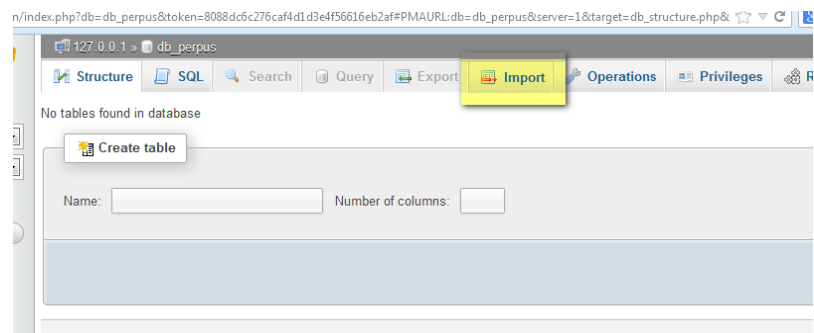 n/index.php?db=db_perpus&token=8088dc6c276caf4d1d3e4f56616eb2af#PMAURL:db=db_perpus&server=1&target=db_structure.php&
127.0.0.1 » db_perpus
Structure SQL Search Query Export Import Operations Privileges R
No tables found in database
Create table
Name: Number of columns: